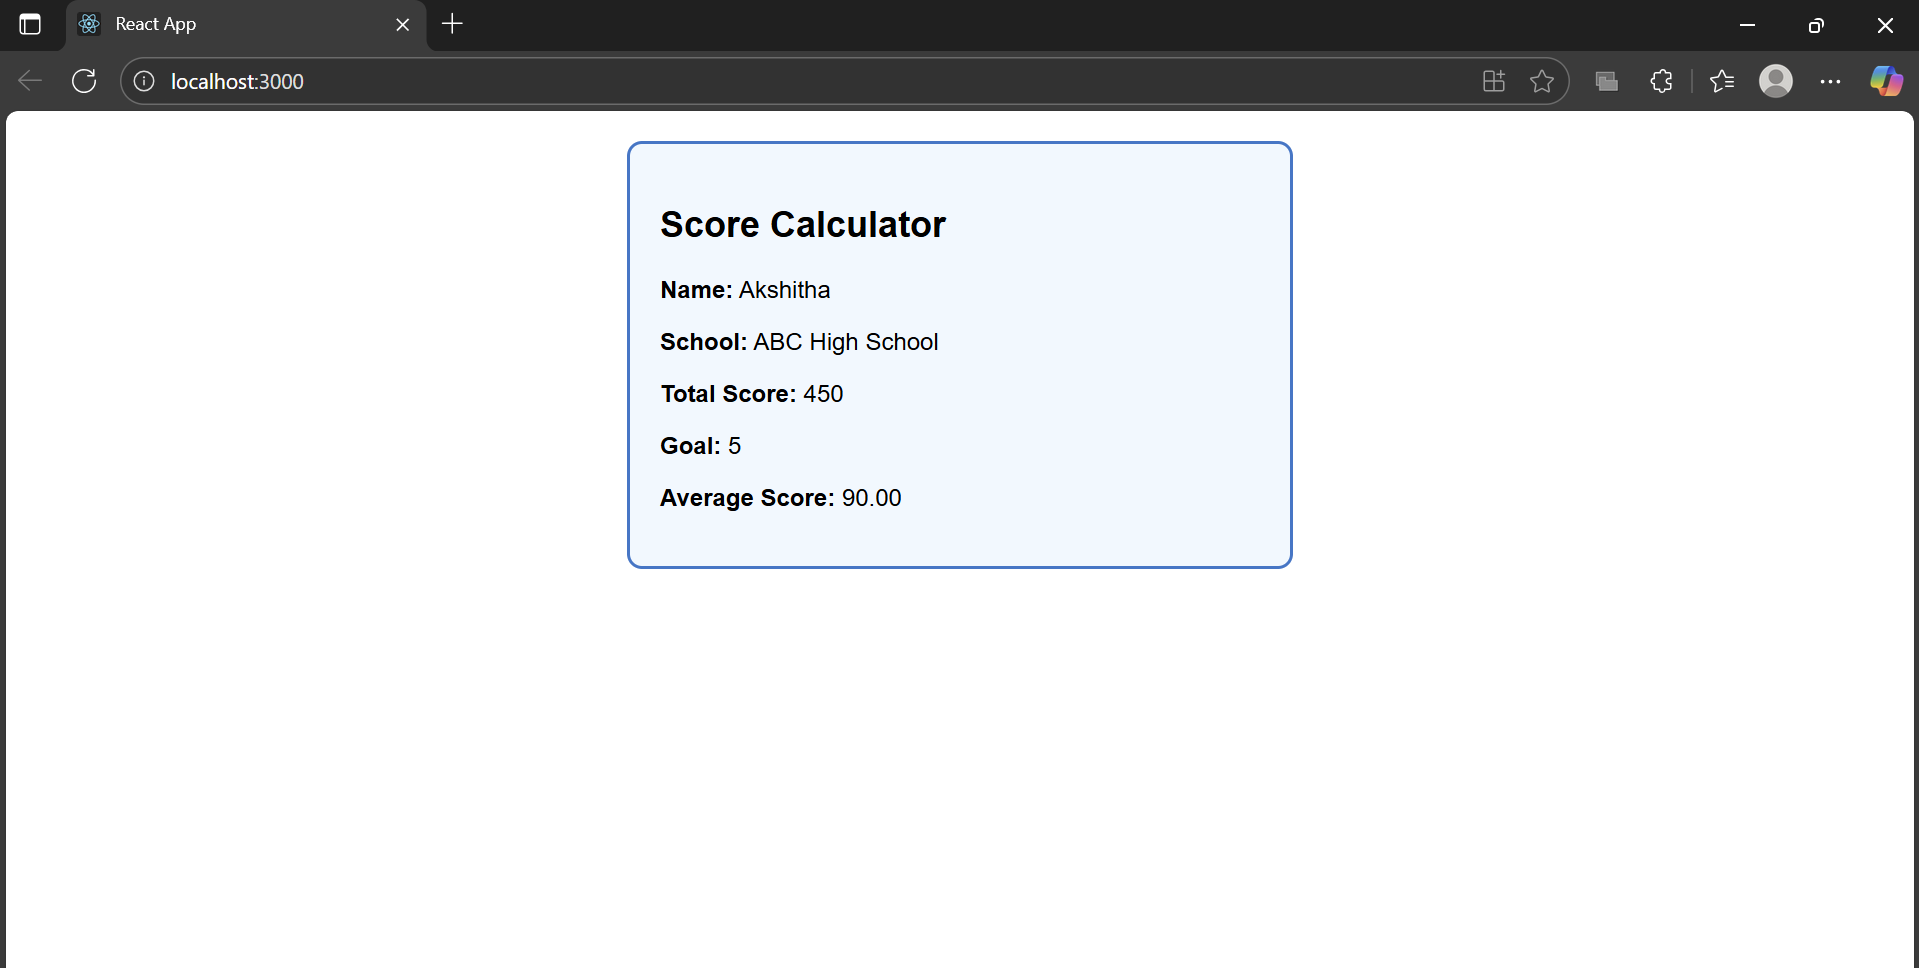 React App
localhost:3000
Score Calculator
Name: Akshitha
School: ABC High School
Total Score: 450
Goal: 5
Average Score: 90.00